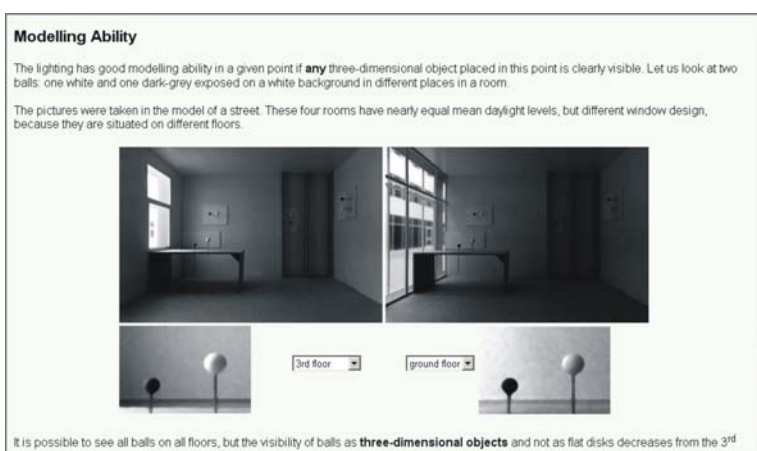 Modelling Ability
The lighting has good modelling ability in a given point if any three-dimensional object placed in this point is clearly visible. Let us look at two
balls: one white and one dark-grey exposed on a white background in different places in a room.
The pictures were taken in the model of a street. These four rooms have nearly equal mean daylight levels, but different window design,
because they are situated on different floors.
3rd floor ground floor
It is possible to see all balls on all floors, but the visibility of balls as three-dimensional objects and not as flat disks decreases from the 3rd